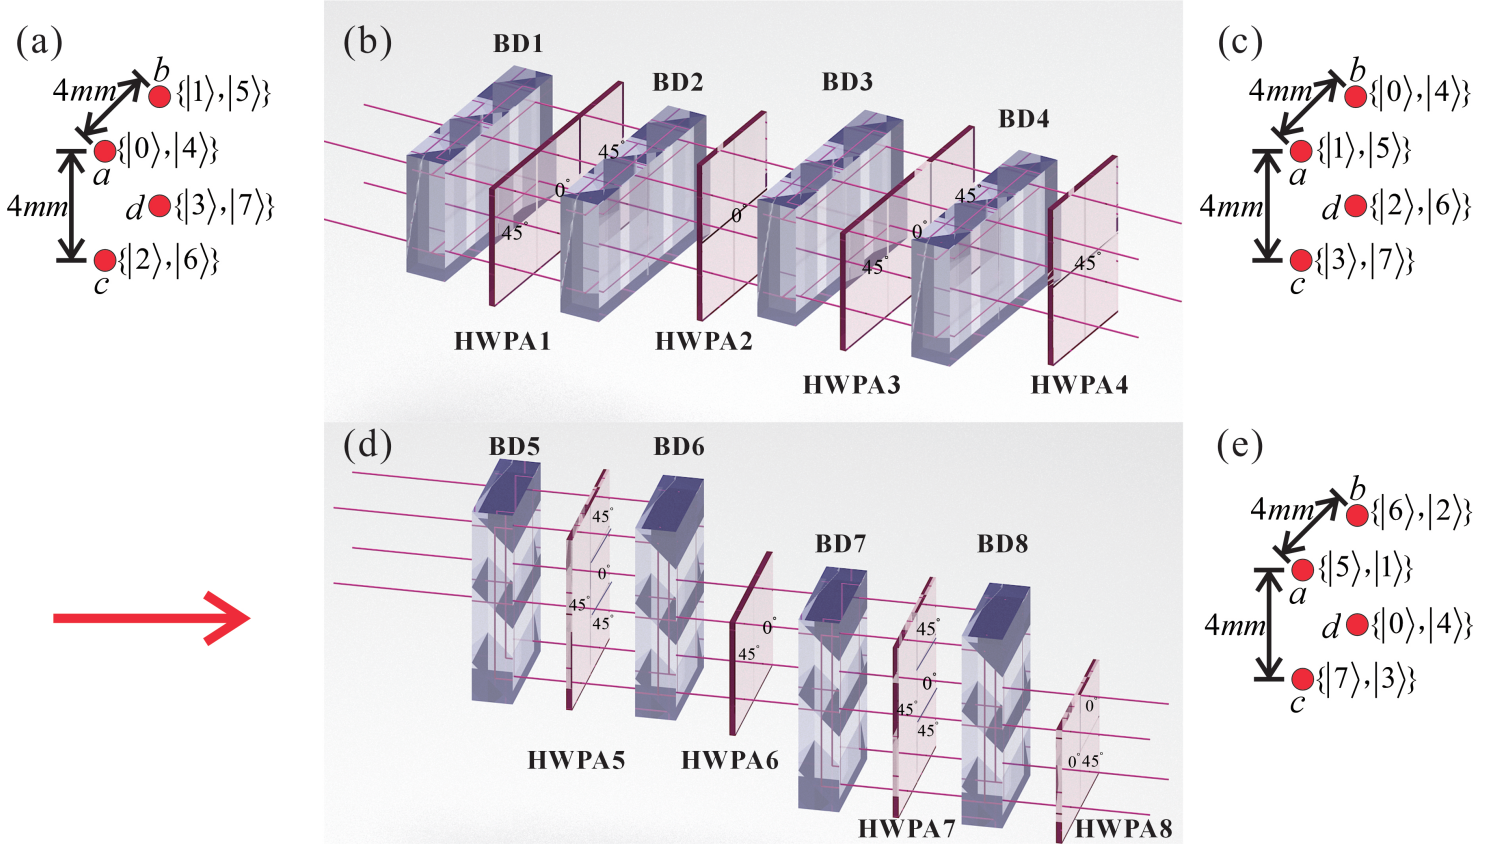 (a)
b
4mm
{|1⟩,|5⟩}
{|0⟩,|4⟩}
a
4mm
d
{|3⟩,|7⟩}
{|2⟩,|6⟩}
c
(b)
BD1
BD2
BD3
BD4
45°
0°
45°
0°
45°
0°
45°
45°
HWPA1
HWPA2
HWPA3
HWPA4
(c)
b
4mm
{|0⟩,|4⟩}
{|1⟩,|5⟩}
a
4mm
d
{|2⟩,|6⟩}
{|3⟩,|7⟩}
c
(d)
BD5
BD6
BD7
BD8
45°
0°
45°
45°
0°
45°
45°
0°
45°
45°
0°
0°
45°
HWPA5
HWPA6
HWPA7
HWPA8
(e)
b
4mm
{|6⟩,|2⟩}
{|5⟩,|1⟩}
a
4mm
d
{|0⟩,|4⟩}
{|7⟩,|3⟩}
c